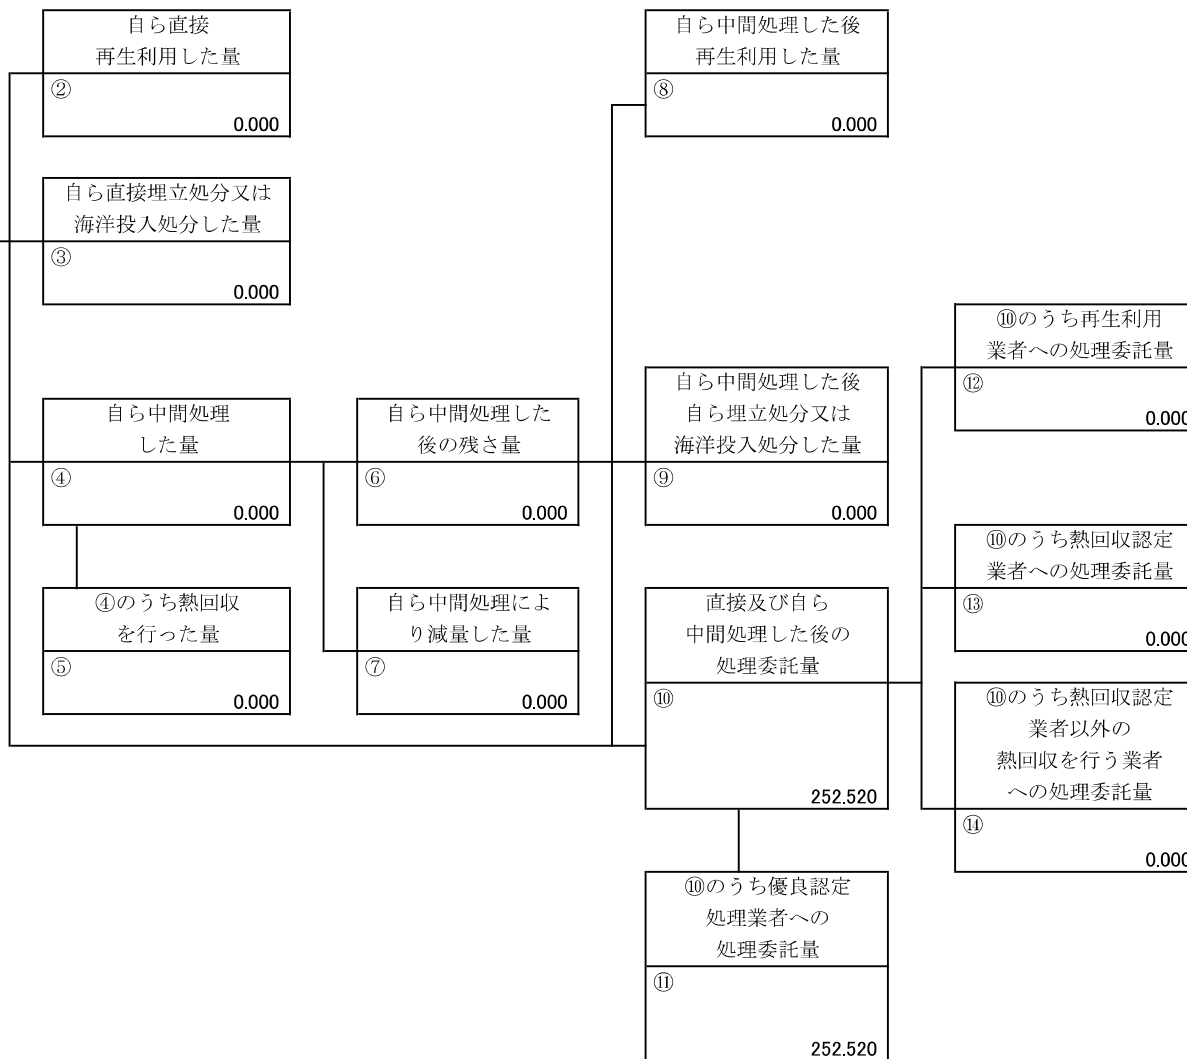 自ら直接
再生利用した量
②
0.000
自ら中間処理した後
再生利用した量
⑧
0.000
自ら直接埋立処分又は
海洋投入処分した量
③
0.000
⑩のうち再生利用
業者への処理委託量
⑫
0.000
自ら中間処理
した量
④
0.000
自ら中間処理した
後の残さ量
⑥
0.000
自ら中間処理した後
自ら埋立処分又は
海洋投入処分した量
⑨
0.000
⑩のうち熱回収認定
業者への処理委託量
⑬
0.000
④のうち熱回収
を行った量
⑤
0.000
自ら中間処理によ
り減量した量
⑦
0.000
直接及び自ら
中間処理した後の
処理委託量
⑩
252.520
⑩のうち熱回収認定
業者以外の
熱回収を行う業者
への処理委託量
⑭
0.000
⑩のうち優良認定
処理業者への
処理委託量
⑪
252.520